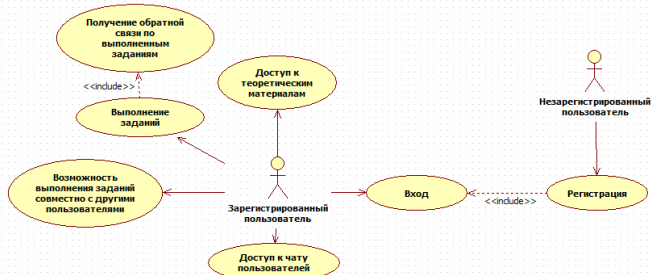 Получение обратной
связи по
выполненным
заданиям
<<include>>
Выполнение
заданий
Доступ к
теоретическим
материалам
Незарегистрированный
пользователь
Возможность
выполнения заданий
совместно с другими
пользователями
Зарегистрированный
пользователь
Вход
<<include>>
Регистрация
Доступ к чату
пользователей